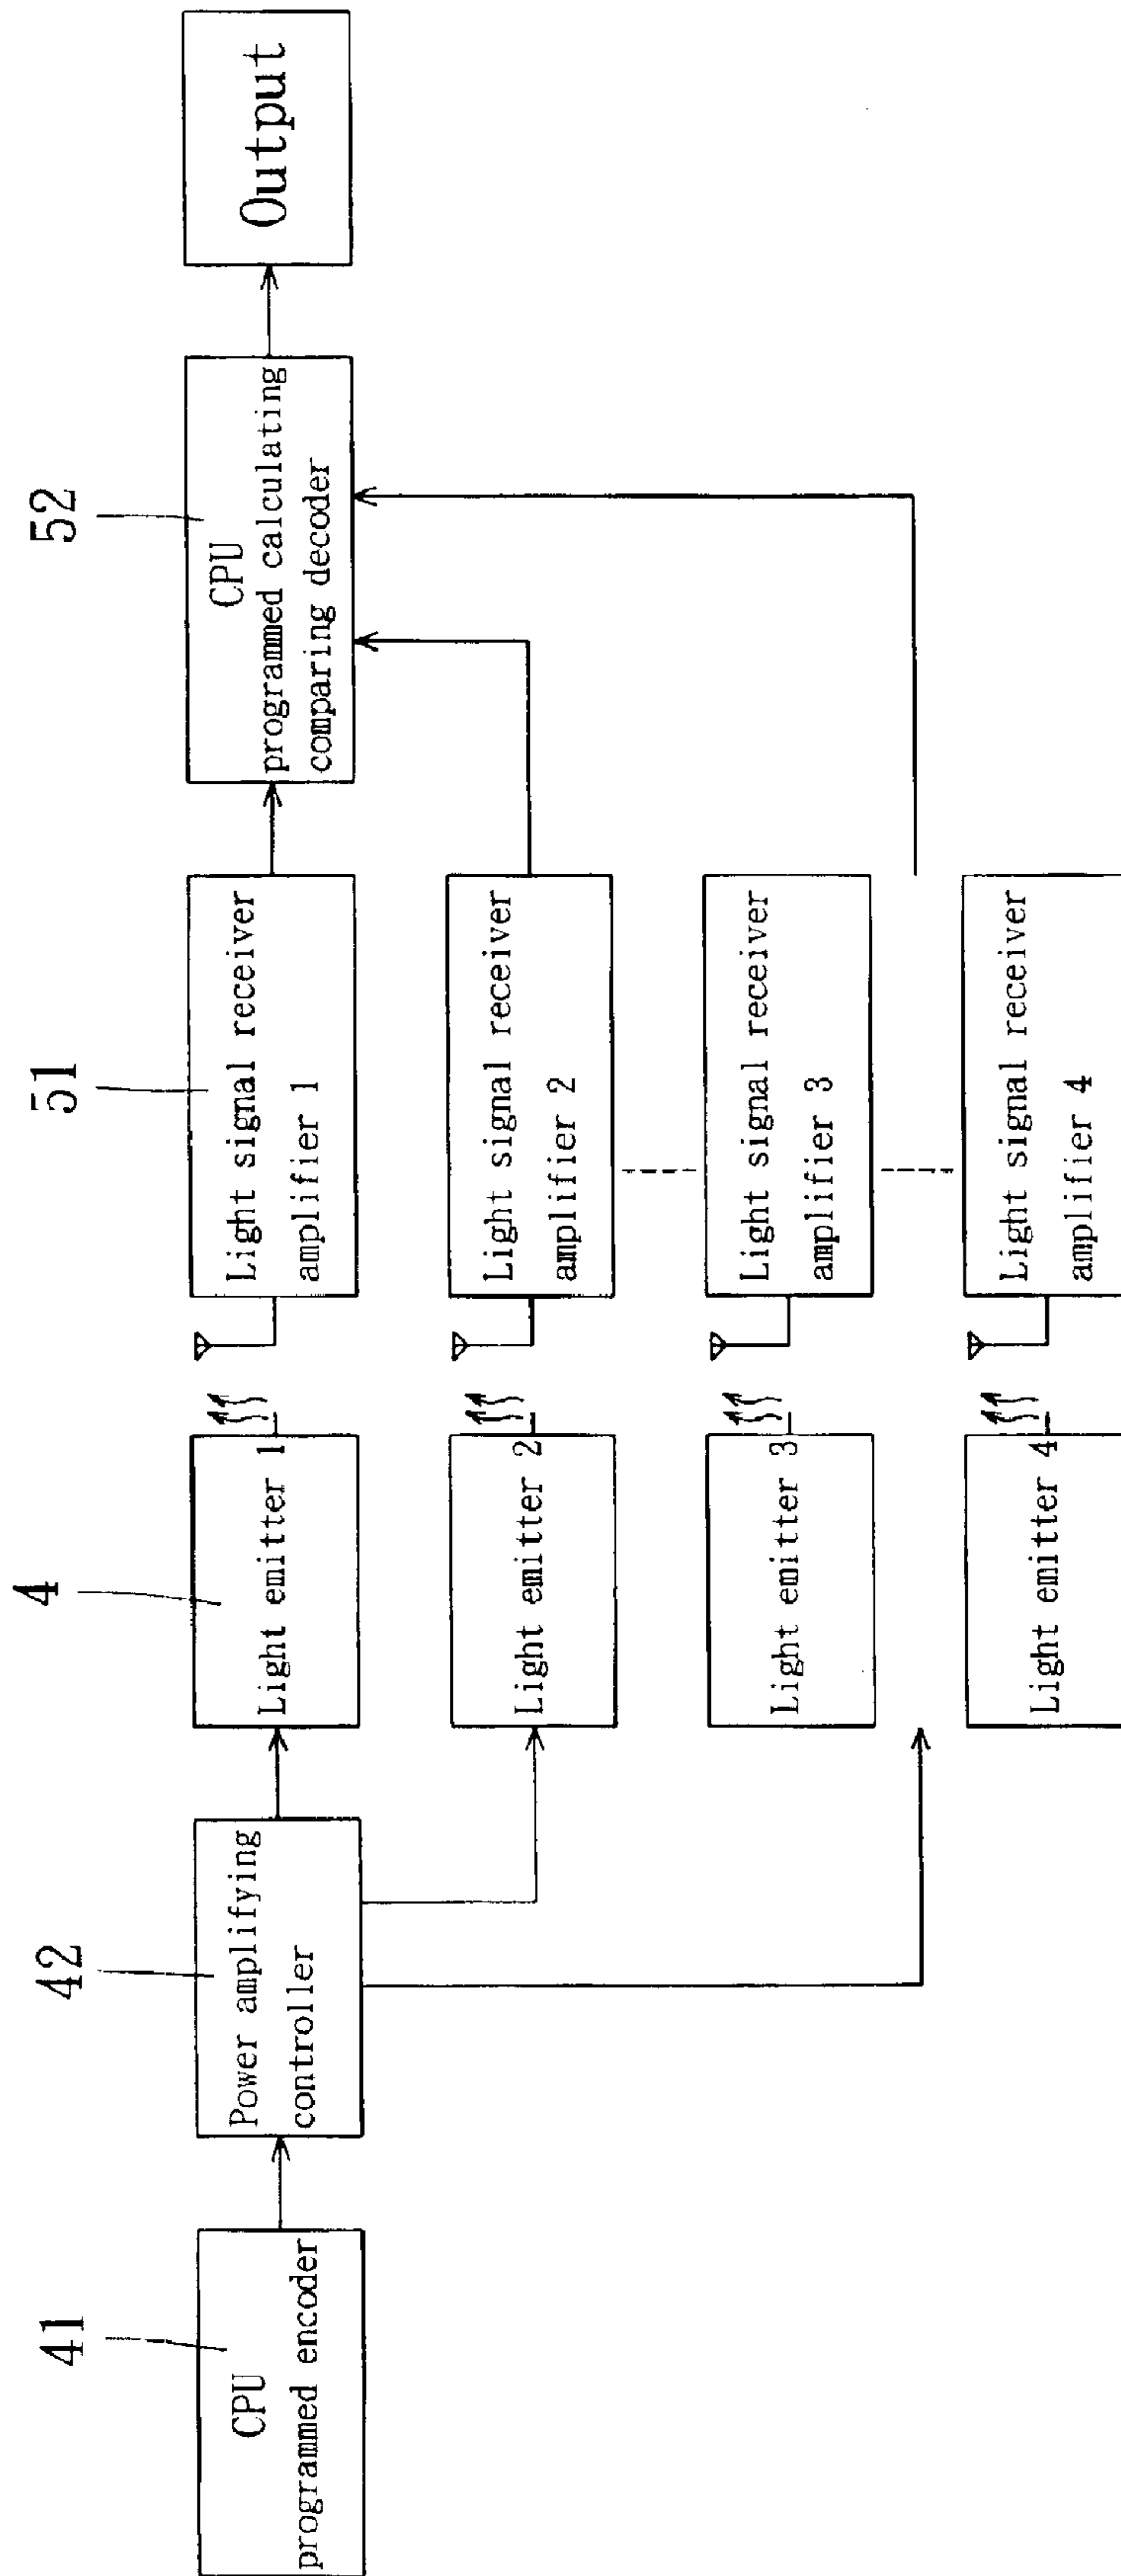 41
CPU
programmed encoder
42
Power amplifying
controller
4
Light emitter 1
Light emitter 2
Light emitter 3
Light emitter 4
51
Light signal receiver
amplifier 1
Light signal receiver
amplifier 2
Light signal receiver
amplifier 3
Light signal receiver
amplifier 4
52
CPU
programmed calculating
comparing decoder
Output